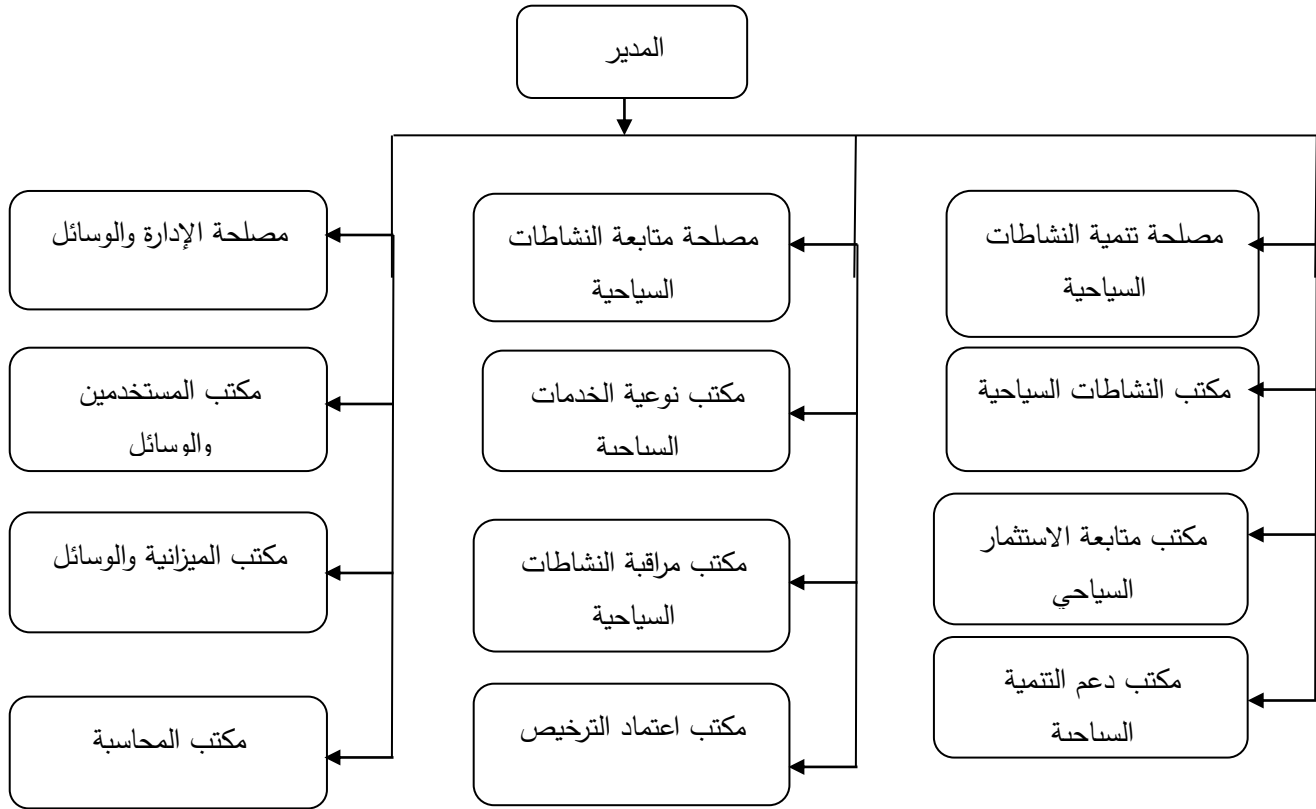 المدير
مصلحة تنمية النشاطات
السياحية
مصلحة متابعة النشاطات
السياحية
مصلحة الإدارة والوسائل
مكتب النشاطات السياحية
مكتب نوعية الخدمات
السياحية
مكتب المستخدمين
والوسائل
مكتب متابعة الاستثمار
السياحي
مكتب مراقبة النشاطات
السياحية
مكتب الميزانية والوسائل
مكتب دعم التنمية
السياحية
مكتب اعتماد الترخيص
مكتب المحاسبة